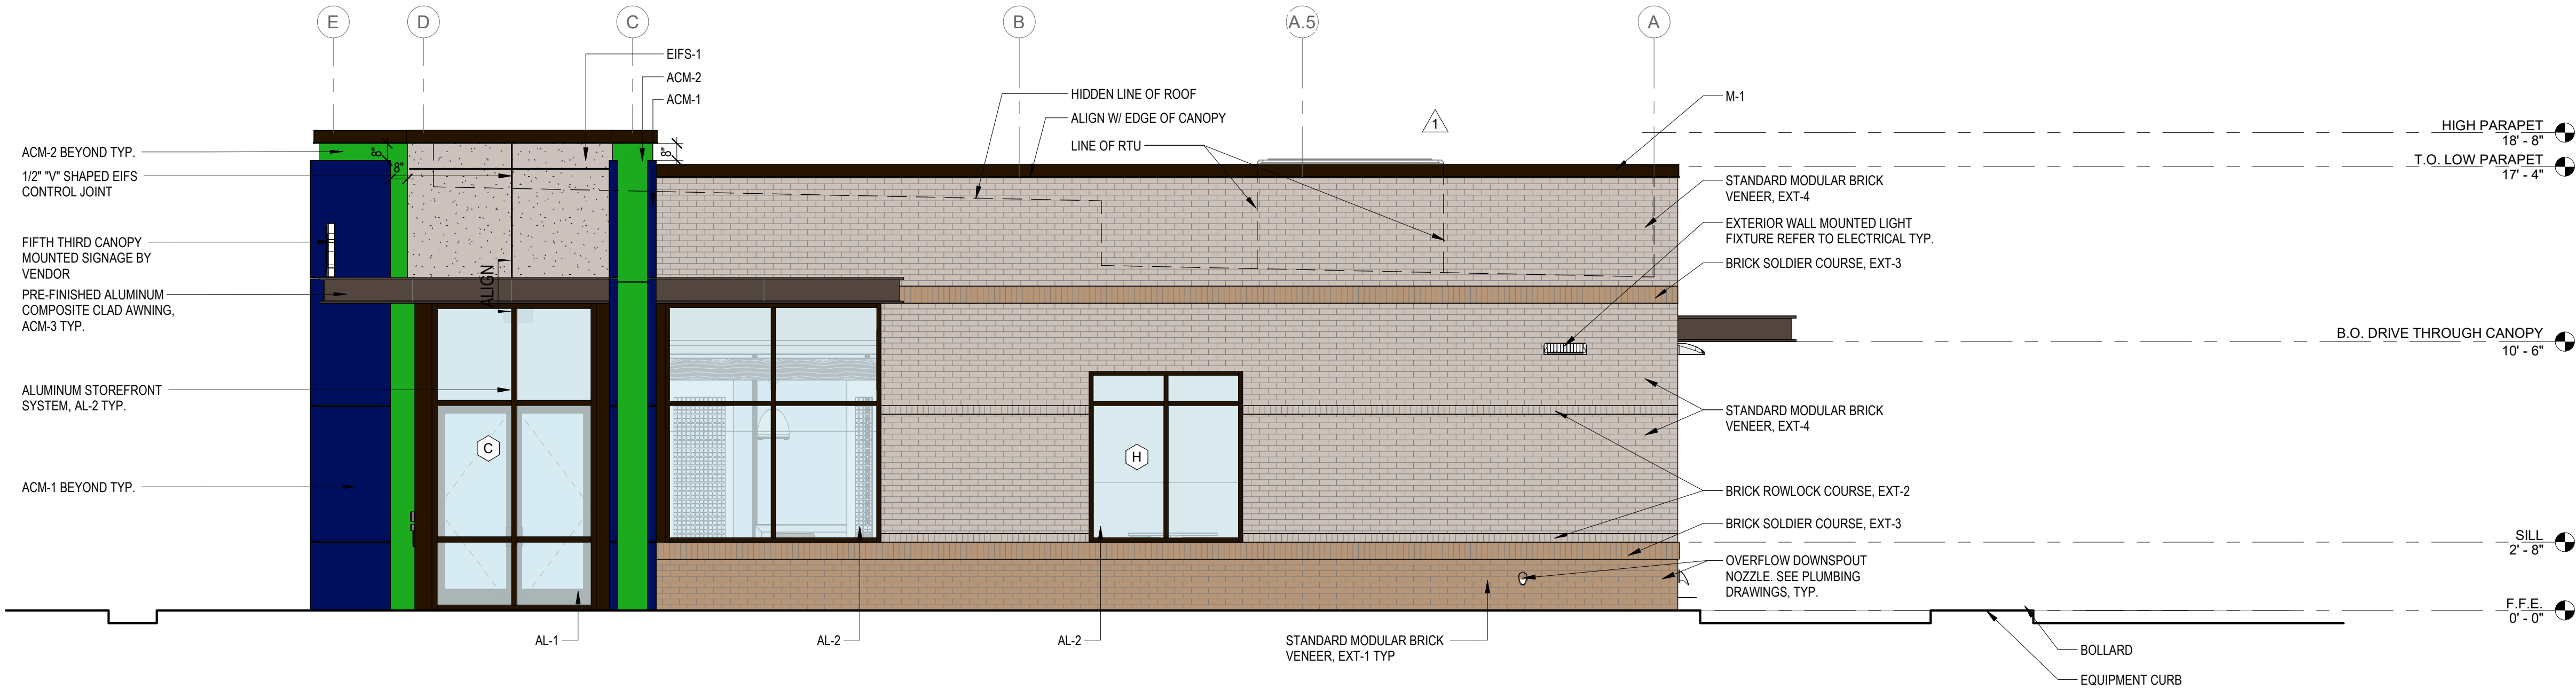 E
D
C
B
A.5
A
EIFS-1
ACM-2
ACM-1
HIDDEN LINE OF ROOF
ALIGN W/ EDGE OF CANOPY
LINE OF RTU
1
M-1
HIGH PARAPET
18' - 8"
T.O. LOW PARAPET
17' - 4"
ACM-2 BEYOND TYP.
1/2" "V" SHAPED EIFS
CONTROL JOINT
8"
8"
8"
FIFTH THIRD CANOPY
MOUNTED SIGNAGE BY
VENDOR
PRE-FINISHED ALUMINUM
COMPOSITE CLAD AWNING,
ACM-3 TYP.
ALIGN
ALUMINUM STOREFRONT
SYSTEM, AL-2 TYP.
ACM-1 BEYOND TYP.
C
H
STANDARD MODULAR BRICK
VENEER, EXT-4
EXTERIOR WALL MOUNTED LIGHT
FIXTURE REFER TO ELECTRICAL TYP.
BRICK SOLDIER COURSE, EXT-3
B.O. DRIVE THROUGH CANOPY
10' - 6"
STANDARD MODULAR BRICK
VENEER, EXT-4
BRICK ROWLOCK COURSE, EXT-2
BRICK SOLDIER COURSE, EXT-3
SILL
2' - 8"
OVERFLOW DOWNSPOUT
NOZZLE. SEE PLUMBING
DRAWINGS, TYP.
F.F.E.
0' - 0"
AL-1
AL-2
AL-2
STANDARD MODULAR BRICK
VENEER, EXT-1 TYP
BOLLARD
EQUIPMENT CURB